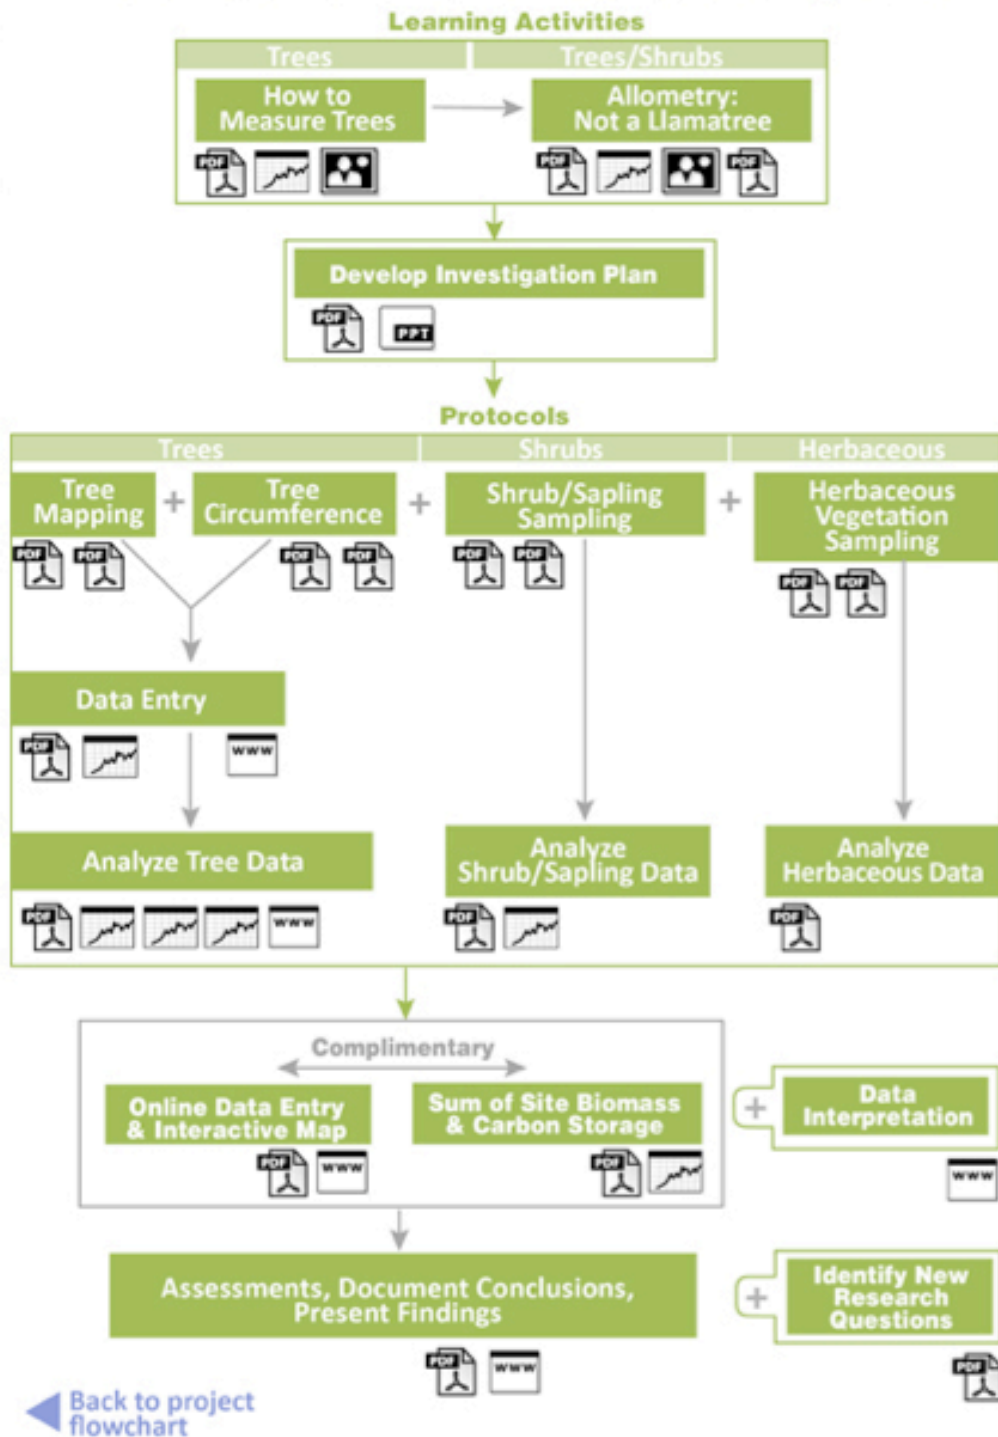 Learning Activities
Trees
Trees/Shrubs
How to
Measure Trees
Allometry:
Not a Llamatree
PDF
PDF
PDF
Develop Investigation Plan
PDF
PPT
Protocols
Trees
Shrubs
Herbaceous
Tree
Mapping
+
Tree
Circumference
+
Shrub/Sapling
Sampling
+
Herbaceous
Vegetation
Sampling
PDF
PDF
PDF
PDF
PDF
PDF
PDF
PDF
Data Entry
PDF
www
Analyze Tree Data
Analyze
Shrub/Sapling Data
Analyze
Herbaceous Data
PDF
www
PDF
PDF
Complimentary
Online Data Entry
& Interactive Map
Sum of Site Biomass
& Carbon Storage
+
Data
Interpretation
PDF
www
PDF
www
Assessments, Document Conclusions,
Present Findings
+
Identify New
Research
Questions
PDF
www
PDF
Back to project
flowchart